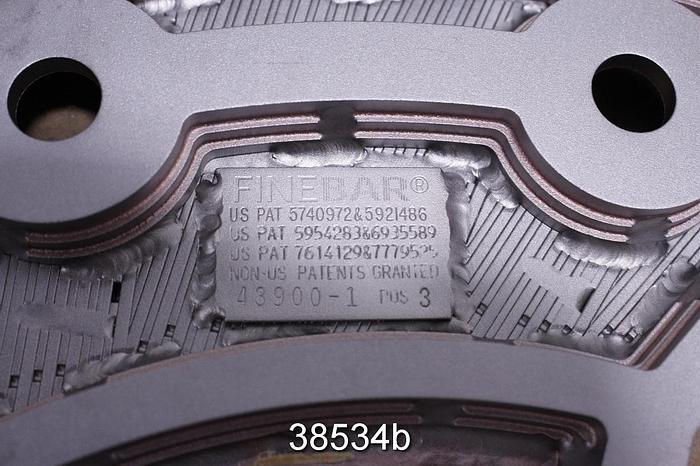 FINEBAR®
US PAT 5740972&5921486
US PAT 5954283&6935589
US PAT 7614129&7779525
NON-US PATENTS GRANTED
43900-1 POS 3
38534b